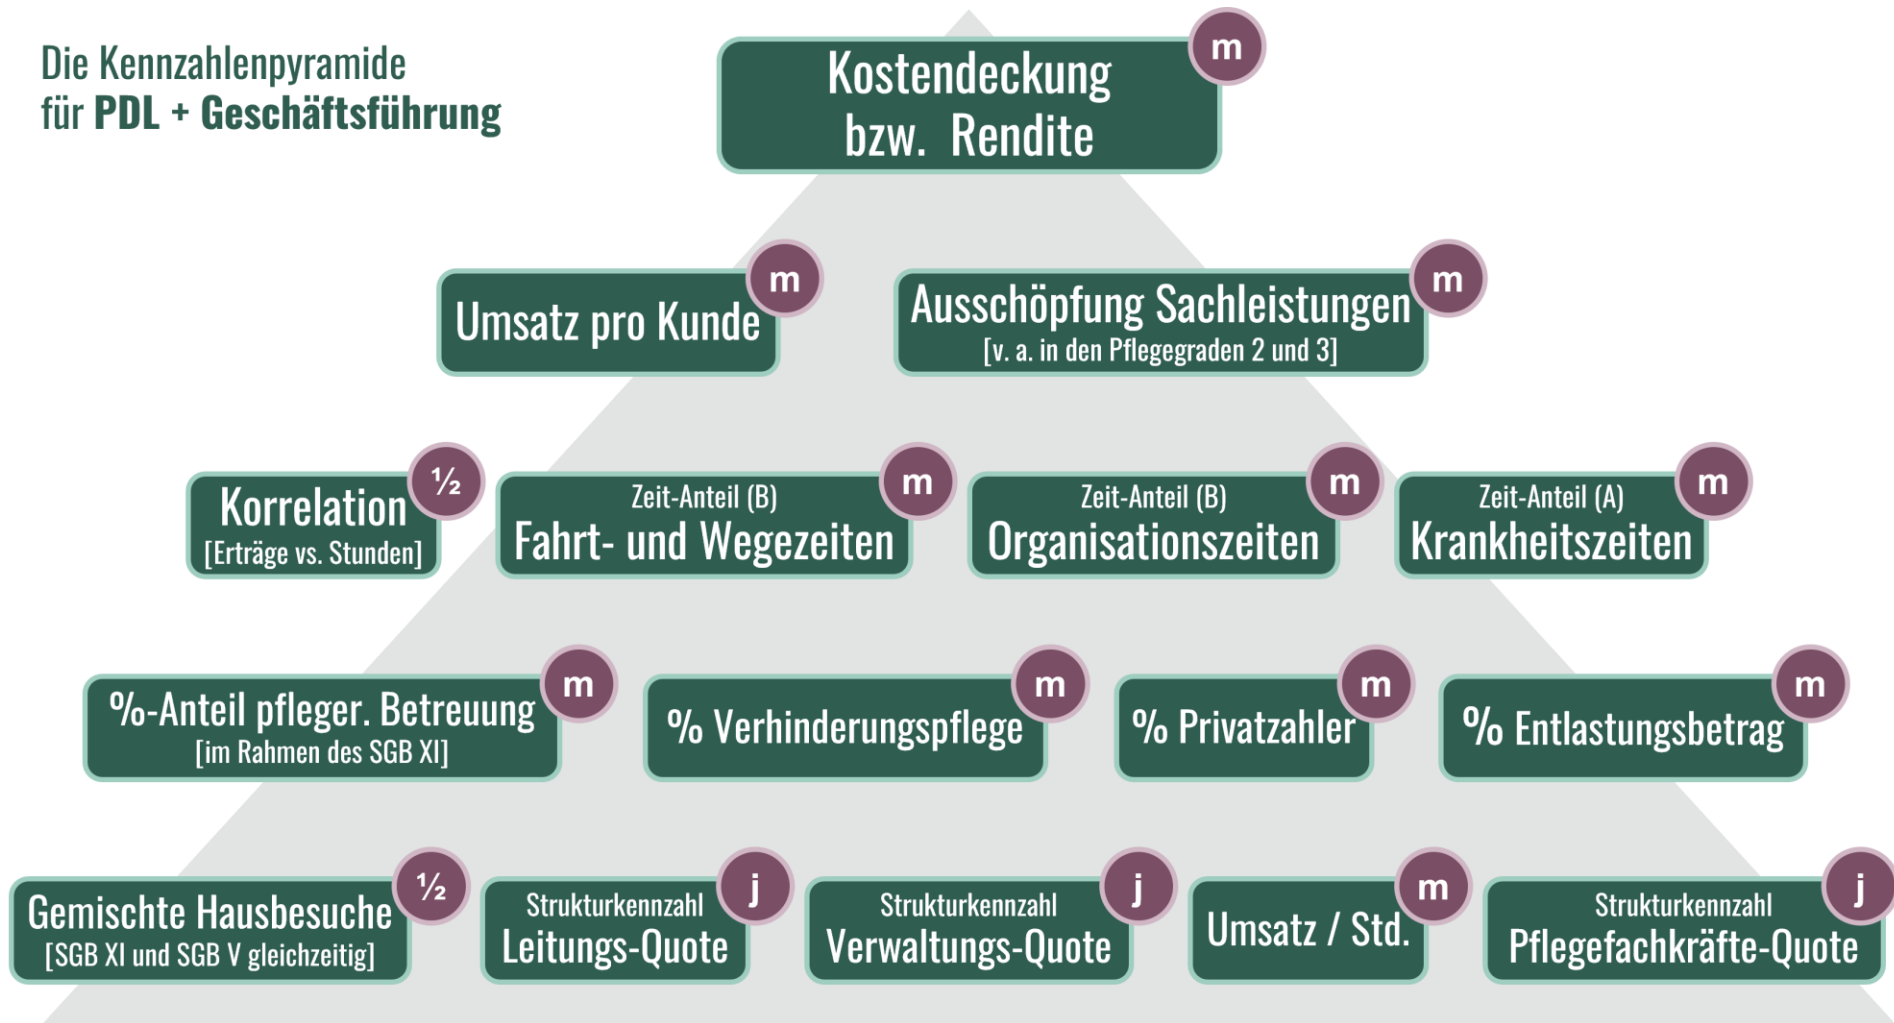 Die Kennzahlenpyramide
für PDL + Geschäftsführung
Kostendeckung
bzw. Rendite
m
Umsatz pro Kunde
m
Ausschöpfung Sachleistungen
[v. a. in den Pflegegraden 2 und 3]
m
Korrelation
[Erträge vs. Stunden]
½
Zeit-Anteil (B)
Fahrt- und Wegezeiten
m
Zeit-Anteil (B)
Organisationszeiten
m
Zeit-Anteil (A)
Krankheitszeiten
m
%-Anteil pfleger. Betreuung
[im Rahmen des SGB XI]
m
% Verhinderungspflege
m
% Privatzahler
m
% Entlastungsbetrag
m
Gemischte Hausbesuche
[SGB XI und SGB V gleichzeitig]
½
Strukturkennzahl
Leitungs-Quote
j
Strukturkennzahl
Verwaltungs-Quote
j
Umsatz / Std.
m
Strukturkennzahl
Pflegefachkräfte-Quote
j